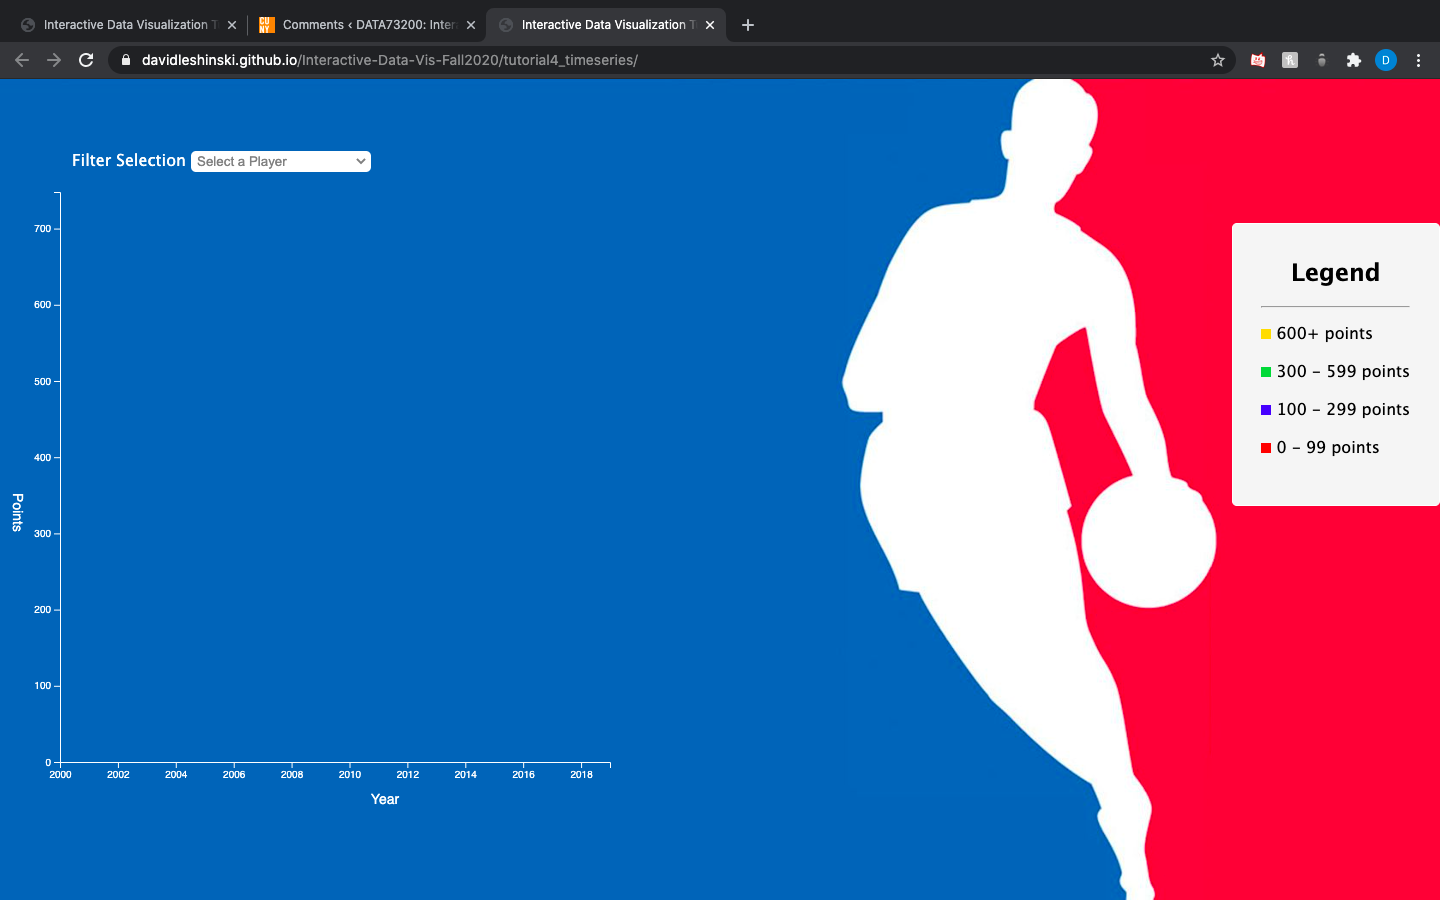 Interactive Data Visualization T
Comments ‹ DATA73200: Inter
Interactive Data Visualization T
davidleshinski.github.io/Interactive-Data-Vis-Fall2020/tutorial4_timeseries/
D
CU
NY
Filter Selection Select a Player
700
600
500
400
300
200
100
0
Points
2000 2002 2004 2006 2008 2010 2012 2014 2016 2018
Year
Legend
600+ points
300 – 599 points
100 – 299 points
0 – 99 points